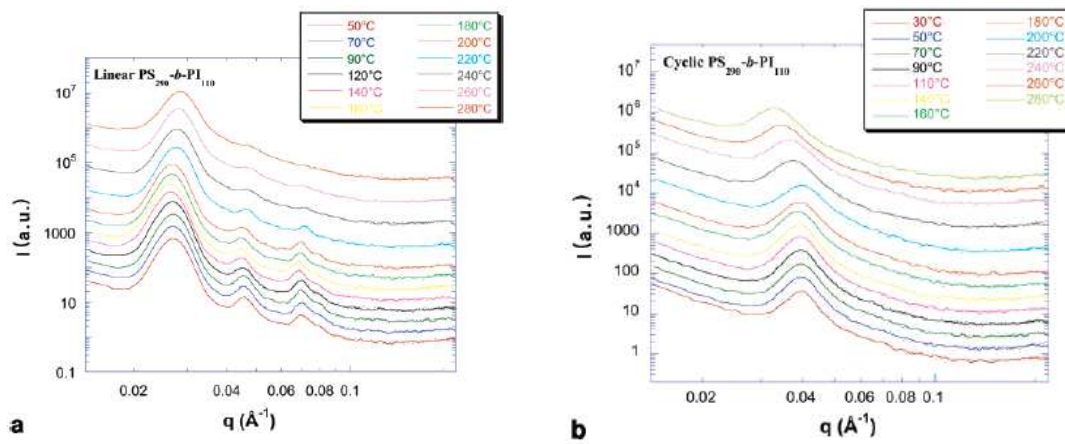 50°C 180°C
70°C 200°C
90°C 220°C
120°C 240°C
140°C 260°C
160°C 280°C
Linear PS290-b-PI110
10^7
10^5
1000
10
0.1
I (a.u.)
0.02 0.04 0.06 0.08 0.1
q (Å^-1)
a
30°C 180°C
50°C 200°C
70°C 220°C
90°C 240°C
110°C 260°C
140°C 280°C
160°C
Cyclic PS290-b-PI110
10^7
10^6
10^5
10^4
1000
100
10
1
I (a.u.)
0.02 0.04 0.06 0.1
q (Å^-1)
b